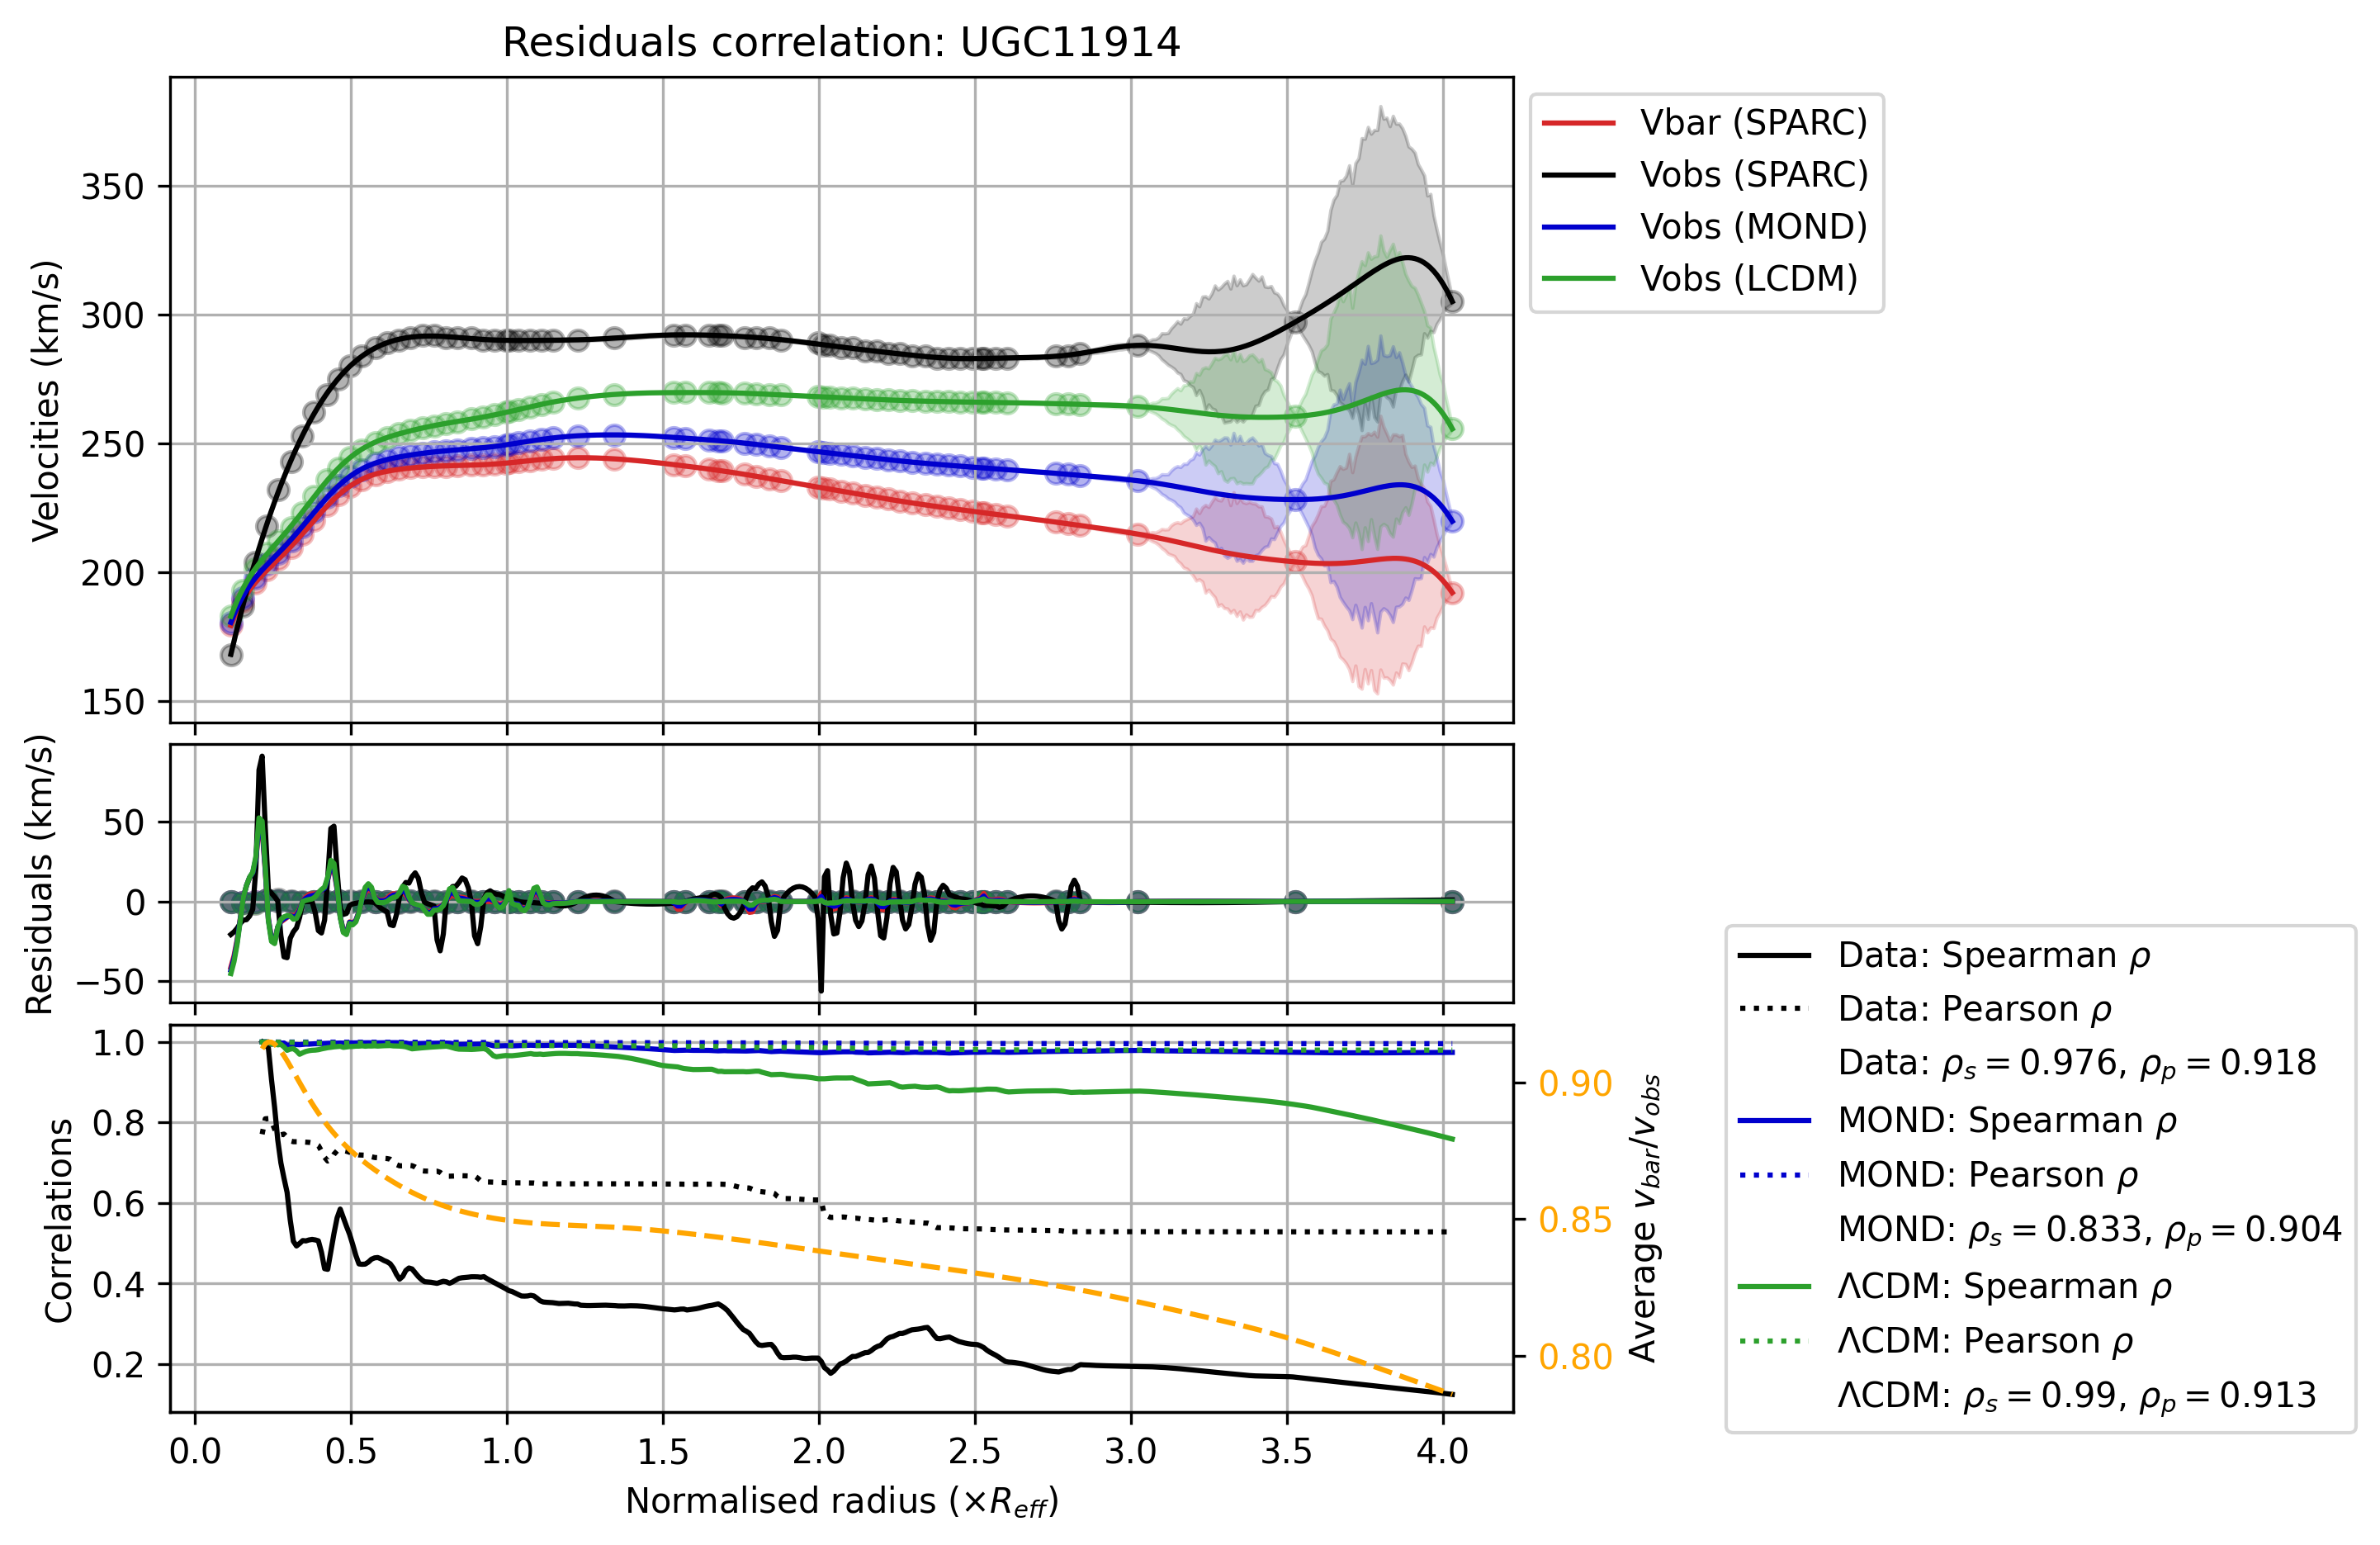 Residuals correlation: UGC11914
Velocities (km/s)
350
300
250
200
150
Vbar (SPARC)
Vobs (SPARC)
Vobs (MOND)
Vobs (LCDM)
Residuals (km/s)
50
0
−50
Correlations
1.0
0.8
0.6
0.4
0.2
0.90
0.85
0.80
Average v_bar/v_obs
0.0 0.5 1.0 1.5 2.0 2.5 3.0 3.5 4.0
Normalised radius (×R_eff)
Data: Spearman ρ
Data: Pearson ρ
Data: ρ_s = 0.976, ρ_p = 0.918
MOND: Spearman ρ
MOND: Pearson ρ
MOND: ρ_s = 0.833, ρ_p = 0.904
ΛCDM: Spearman ρ
ΛCDM: Pearson ρ
ΛCDM: ρ_s = 0.99, ρ_p = 0.913